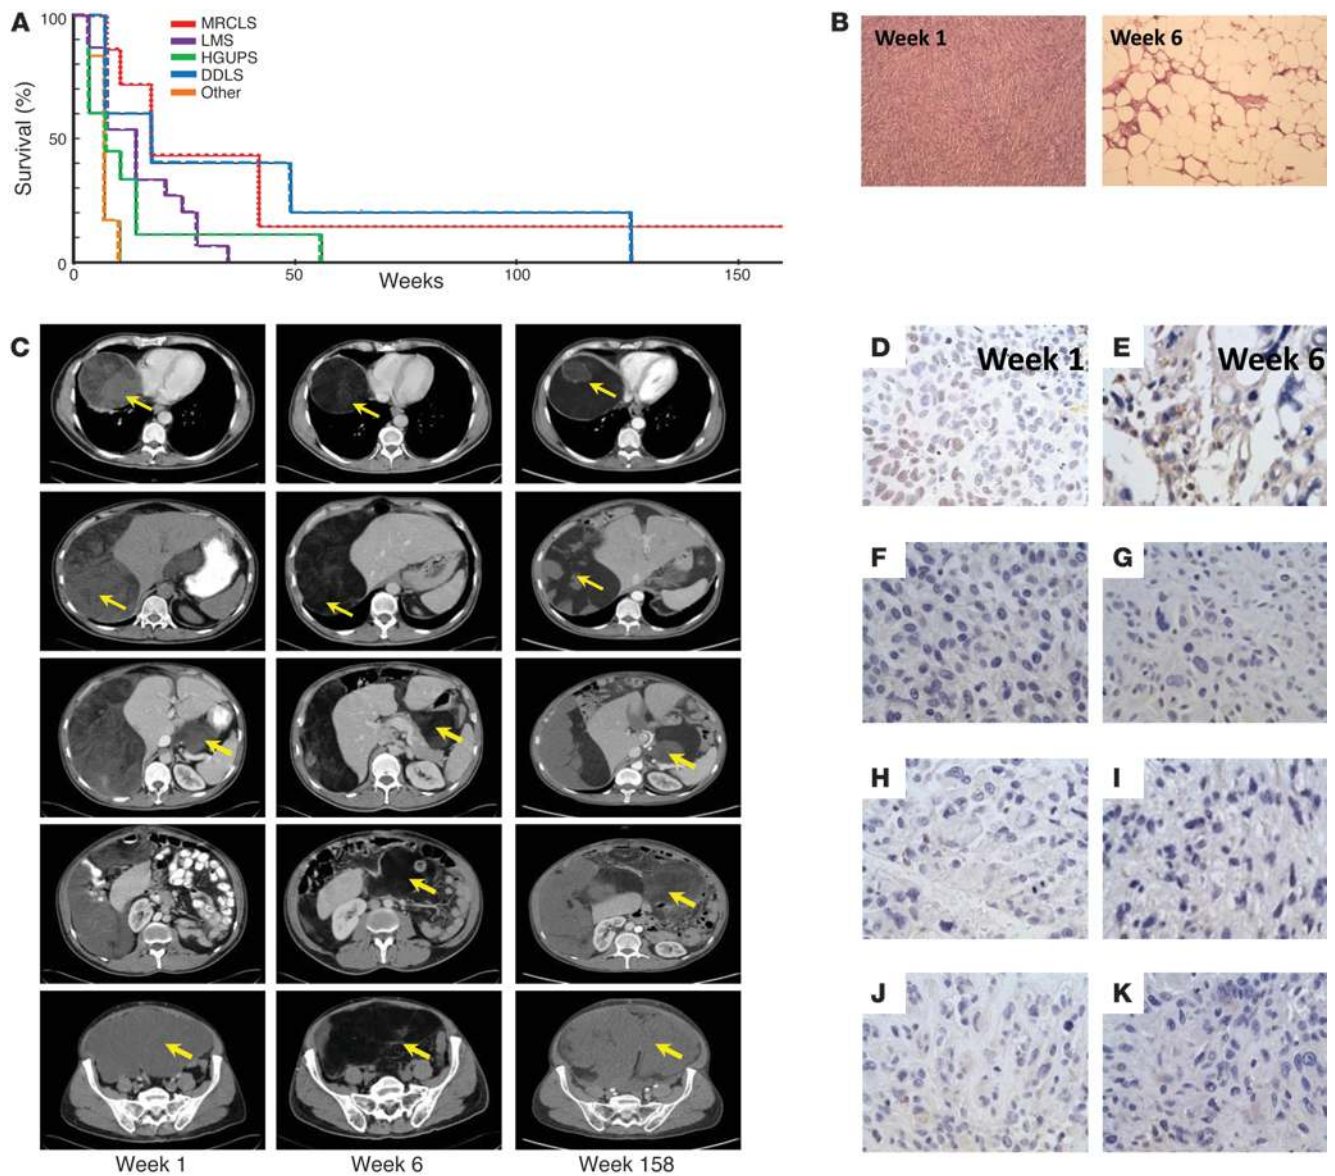 A
100
50
0
Survival (%)
MRCLS
LMS
HGUPS
DDLS
Other
0 50 100 150
Weeks
B
Week 1
Week 6
C
Week 1 Week 6 Week 158
D
Week 1
E
Week 6
F
G
H
I
J
K